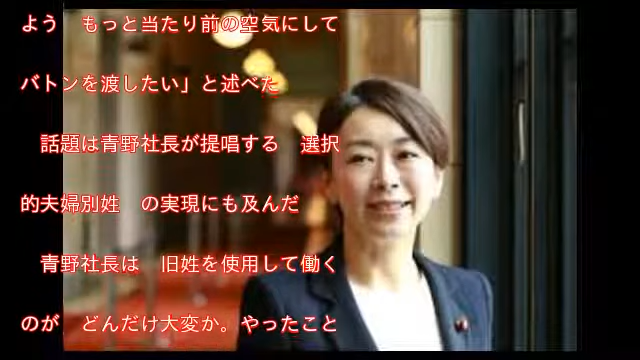 よう　もっと当たり前の空気にして
バトンを渡したい」と述べた
　話題は青野社長が提唱する　選択
的夫婦別姓　の実現にも及んだ
　青野社長は　旧姓を使用して働く
のが　どんだけ大変か。やったこと